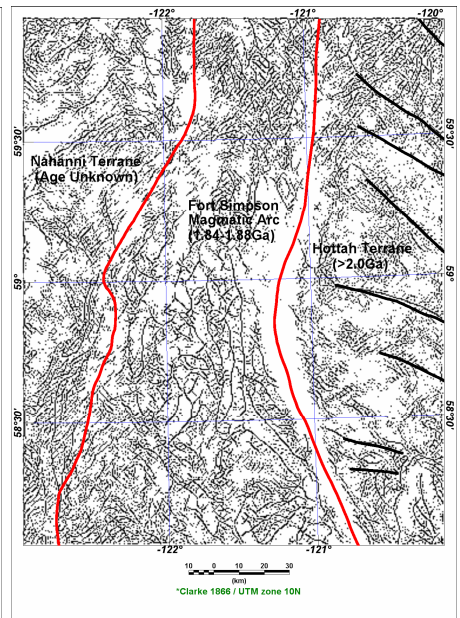 -122° -121° -120°
59°30' 59°30'
Nahanni Terrane
(Age Unknown)
Fort Simpson
Magmatic Arc
(1.84-1.88Ga)
Hottah Terrane
(>2.0Ga)
59° 59°
58°30' 58°30'
-122° -121°
10 0 10 20 30
(km)
*Clarke 1866 / UTM zone 10N